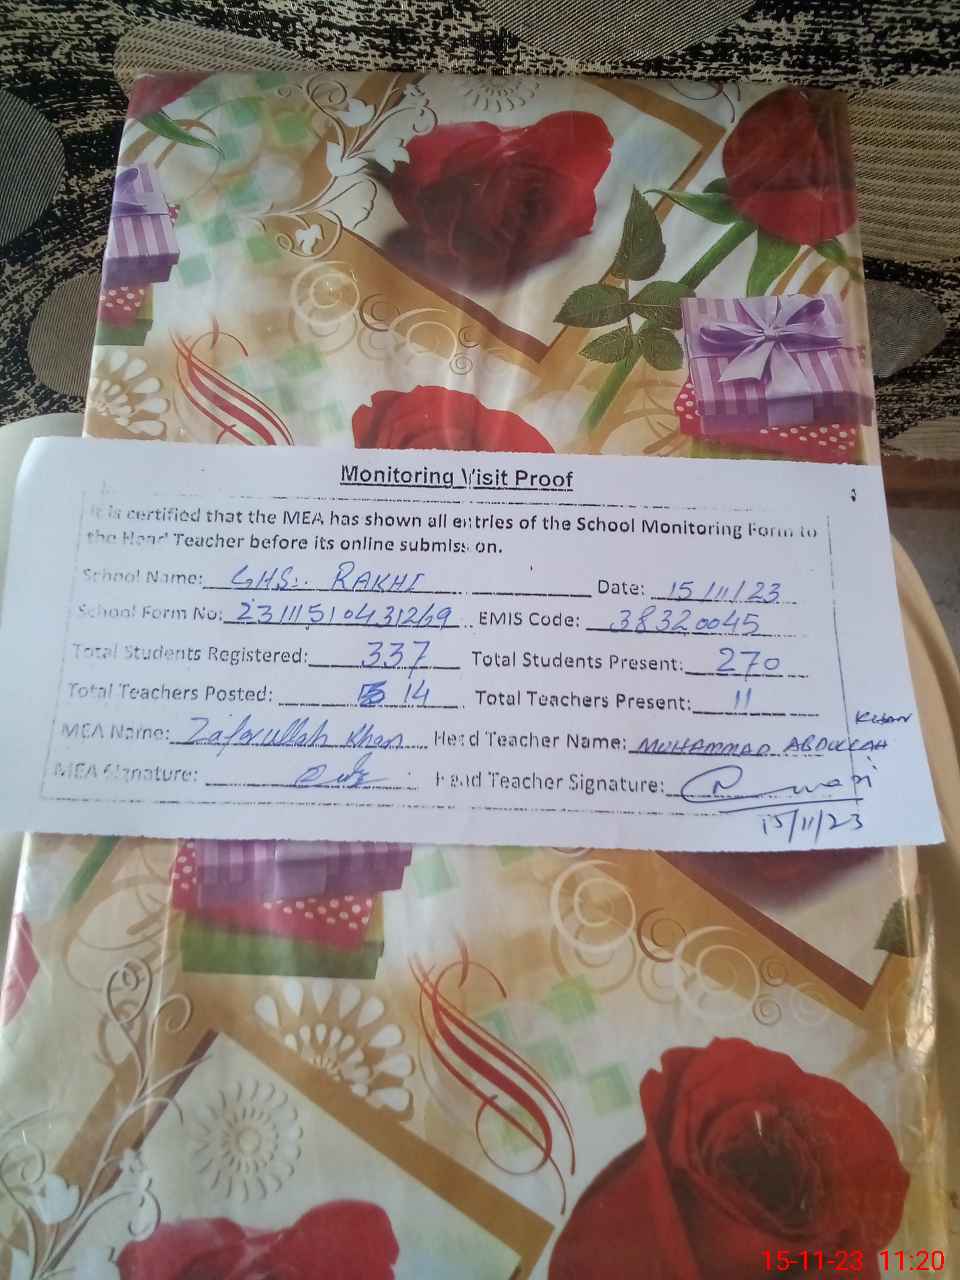 Monitoring Visit Proof
It is certified that the MEA has shown all entries of the School Monitoring Form to
the Head Teacher before its online submission.
School Name: GHS. RAKHI Date: 15/11/23
School Form No: EMIS Code: 38320045
Total Students Registered: 337 Total Students Present: 270
Total Teachers Posted: 14 Total Teachers Present: 11
KHAN
MEA Name: Zafarullah Khan Head Teacher Name: MUHAMMAD ABDULLAH
MEA Signature: Head Teacher Signature:
15/11/23
15-11-23 11:20